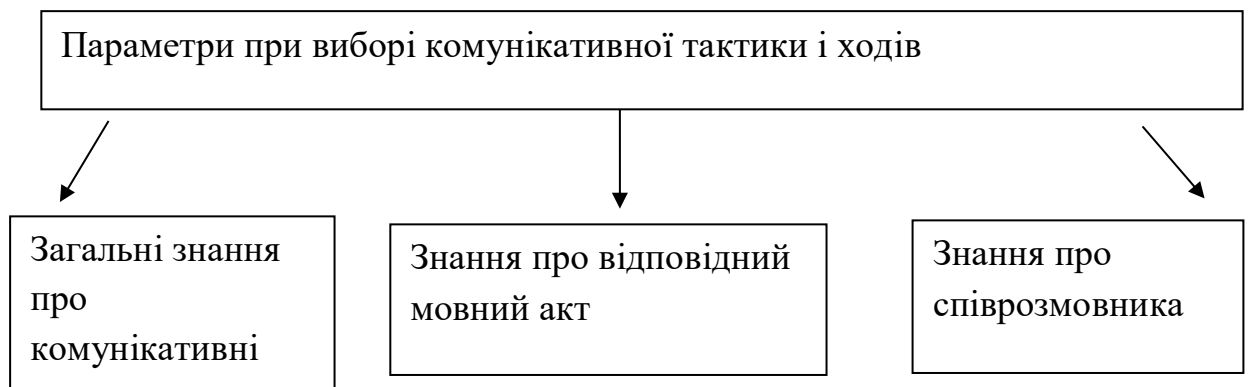 Параметри при виборі комунікативної тактики і ходів
Загальні знання
про
комунікативні
Знання про відповідний
мовний акт
Знання про
співрозмовника